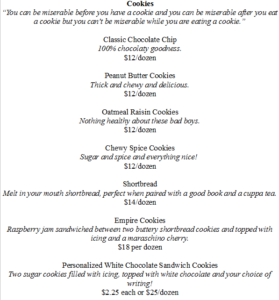 Cookies
"You can be miserable before you have a cookie and you can be miserable after you eat
a cookie but you can't be miserable while you are eating a cookie."
Classic Chocolate Chip
100% chocolaty goodness.
$12/dozen
Peanut Butter Cookies
Thick and chewy and delicious.
$12/dozen
Oatmeal Raisin Cookies
Nothing healthy about these bad boys.
$12/dozen
Chewy Spice Cookies
Sugar and spice and everything nice!
$12/dozen
Shortbread
Melt in your mouth shortbread, perfect when paired with a good book and a cuppa tea.
$14/dozen
Empire Cookies
Raspberry jam sandwiched between two buttery shortbread cookies and topped with
icing and a maraschino cherry.
$18 per dozen
Personalized White Chocolate Sandwich Cookies
Two sugar cookies filled with icing, topped with white chocolate and your choice of
writing!
$2.25 each or $25/dozen